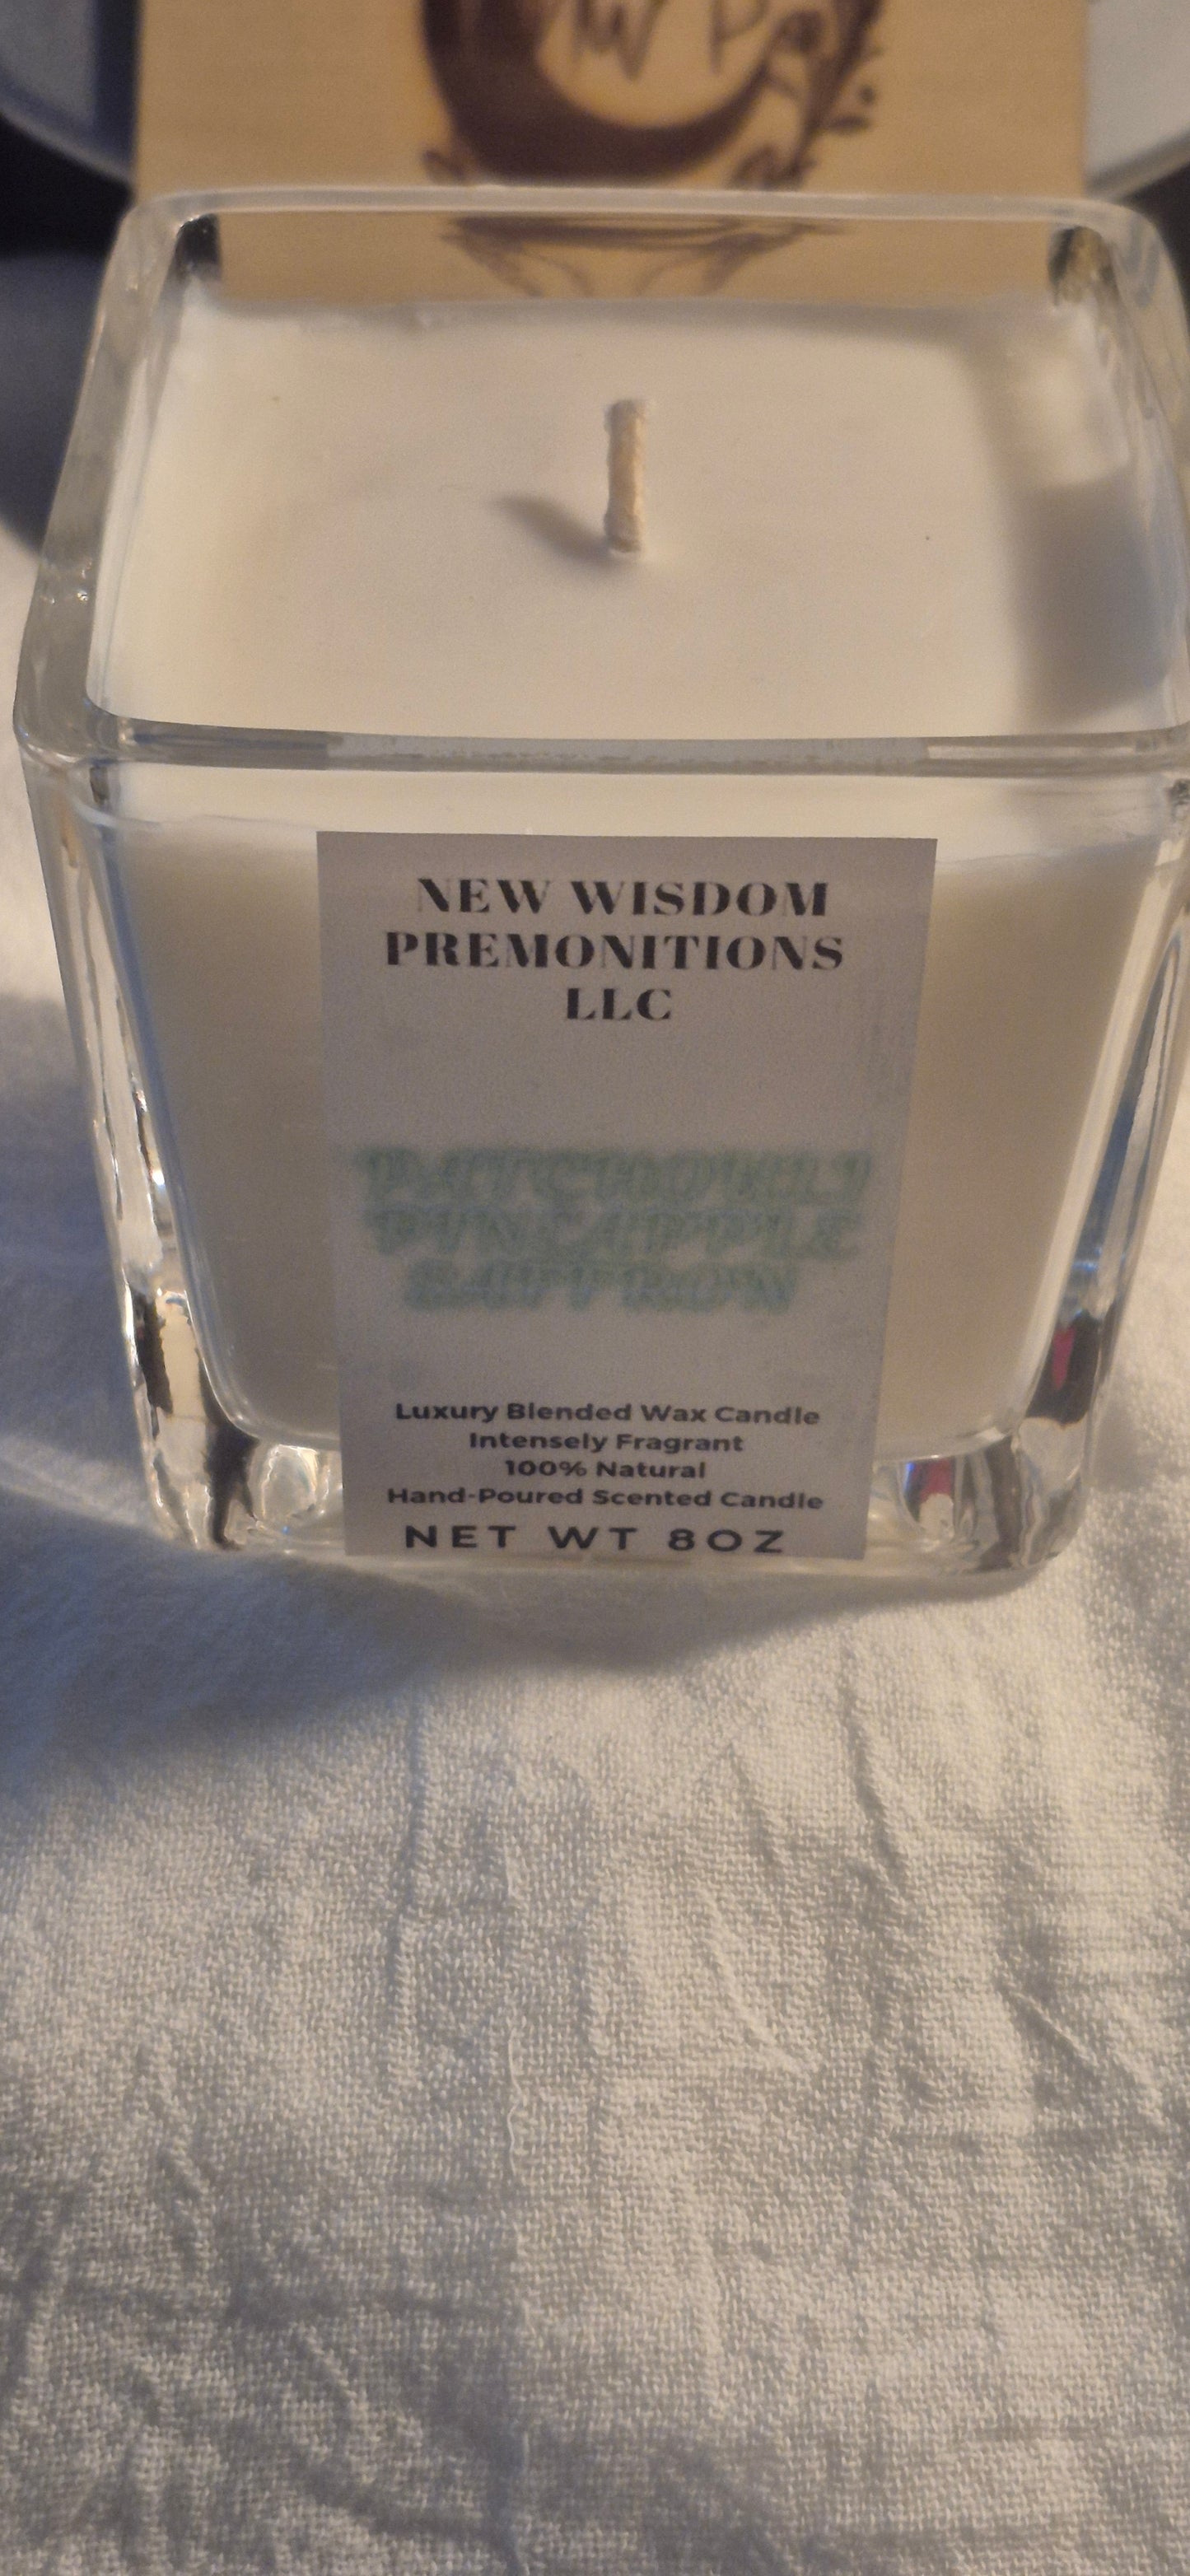 NEW WISDOM
PREMONITIONS
LLC
PATCHOULI
PINEAPPLE
SAFFRON
Luxury Blended Wax Candle
Intensely Fragrant
100% Natural
Hand-Poured Scented Candle
NET WT 8OZ